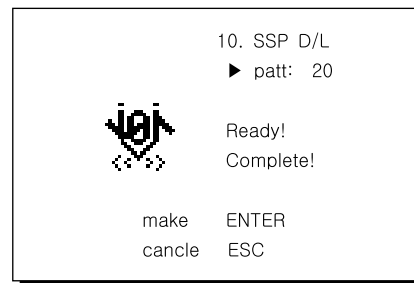 10. SSP D/L
▶ patt: 20
Ready!
Complete!
make ENTER
cancle ESC